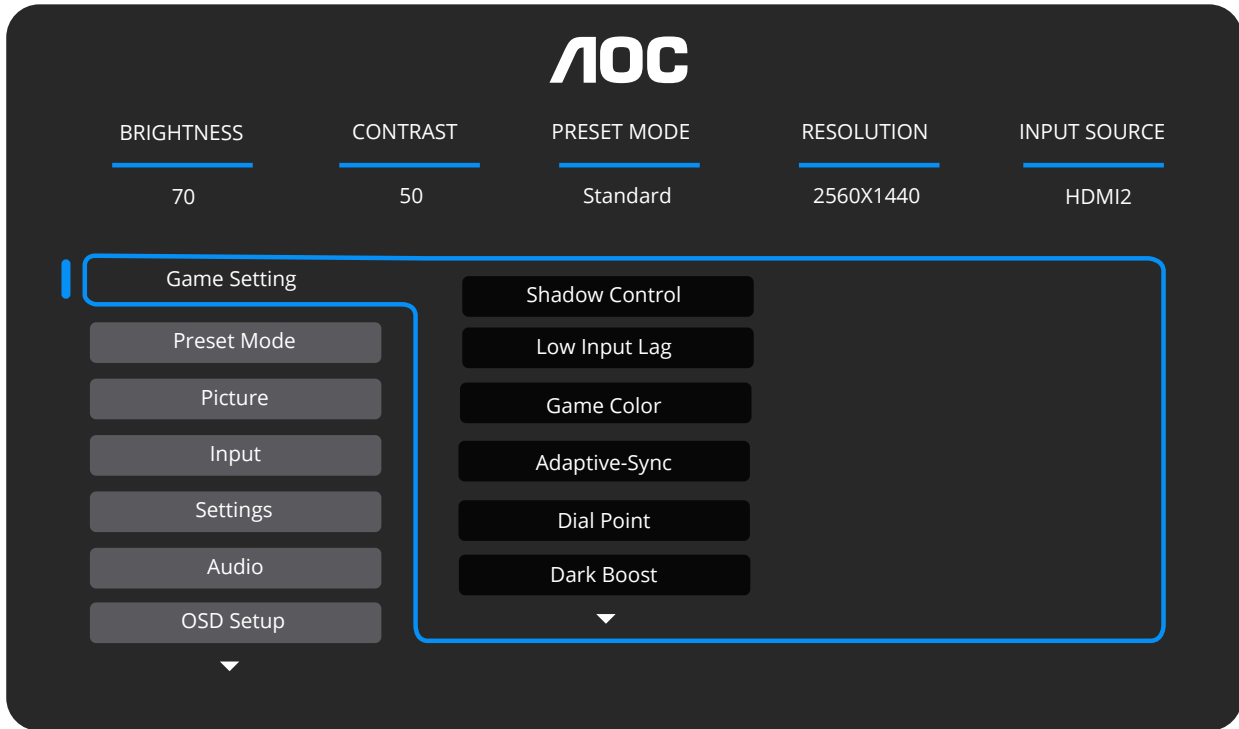 AOC
BRIGHTNESS CONTRAST PRESET MODE RESOLUTION INPUT SOURCE
70 50 Standard 2560X1440 HDMI2
Game Setting
Preset Mode
Picture
Input
Settings
Audio
OSD Setup
Shadow Control
Low Input Lag
Game Color
Adaptive-Sync
Dial Point
Dark Boost